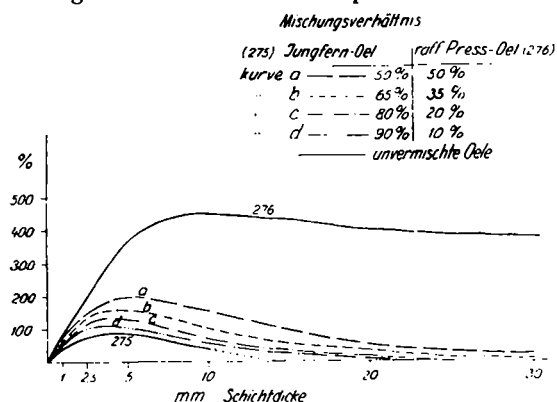 Mischungsverhältnis
(275) Jungfern-Oel raff Press-Oel (276)
kurve a 50% 50%
" b 65% 35%
" c 80% 20%
" d 90% 10%
unvermischte Oele
%
500
400
300
200
100
276
a
b
c
d
275
1 2,5 5 10 20 30
mm Schichtdicke